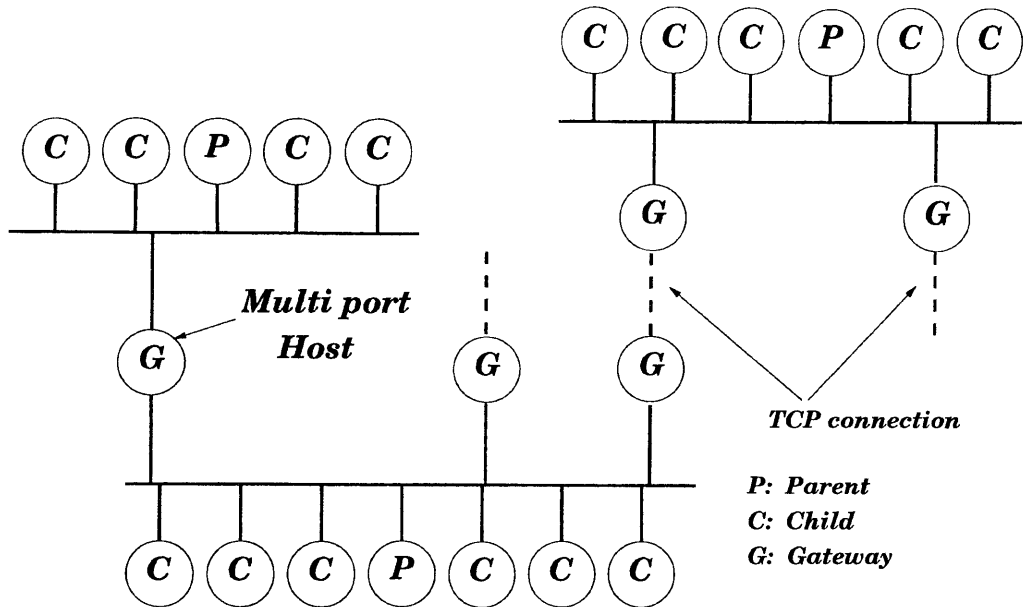 C C C P C C
C C P C C
G G
Multi port
Host
G G G
TCP connection
P: Parent
C: Child
G: Gateway
C C C P C C C